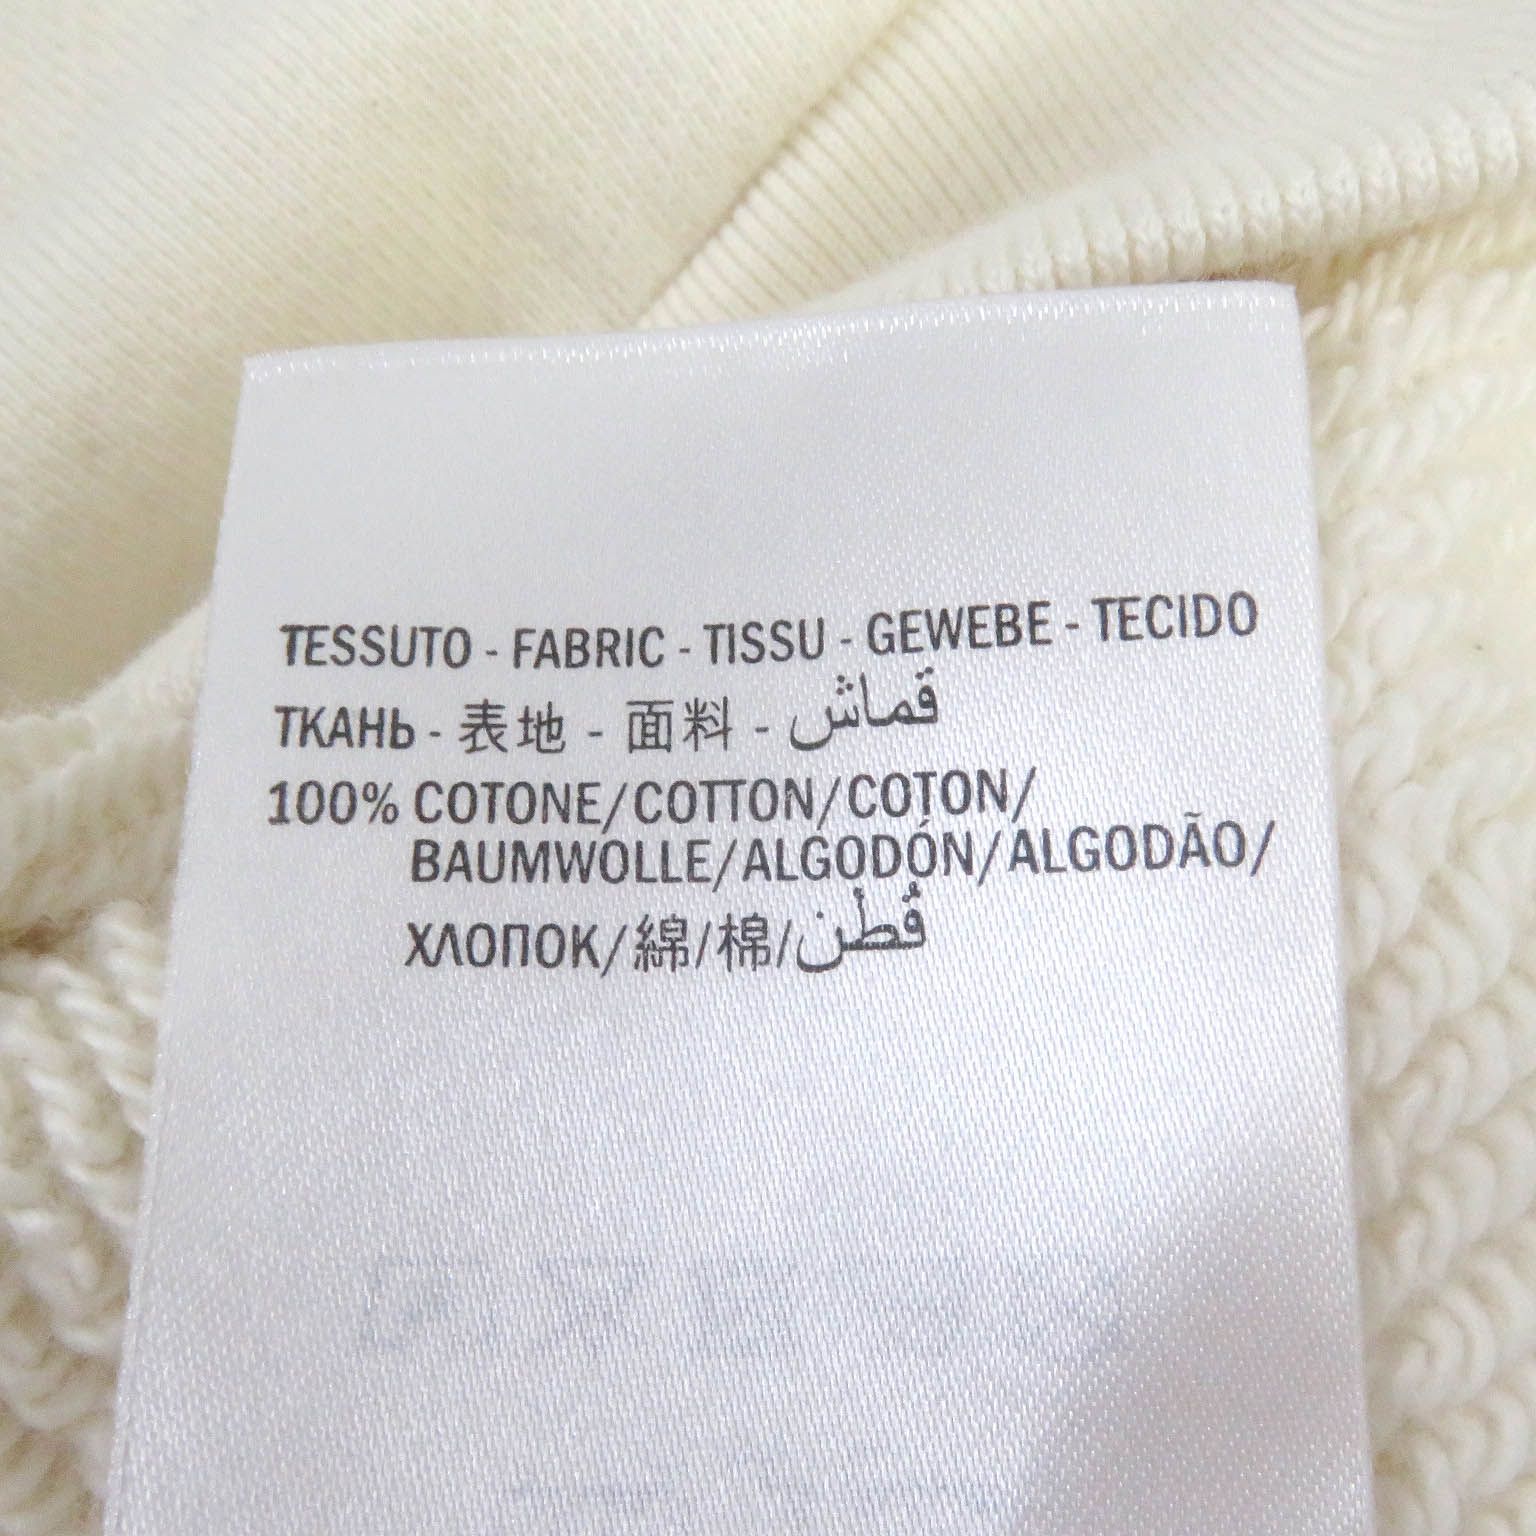 TESSUTO - FABRIC - TISSU - GEWEBE - TECIDO
ТКАНЬ - 表地 - 面料 - قماش
100% COTONE/COTTON/COTON/
BAUMWOLLE/ALGODÓN/ALGODÃO/
ХЛОПОК/綿/棉/قُطْن